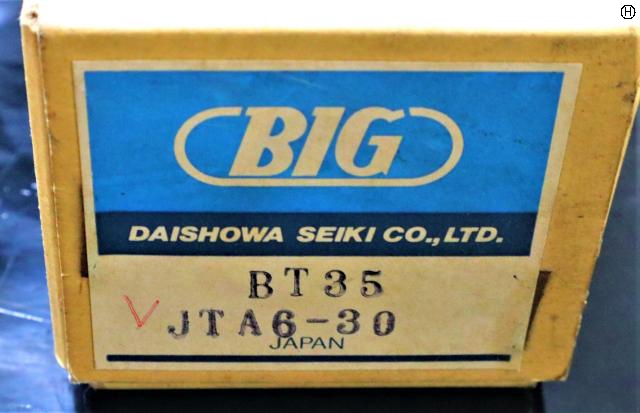 H
BIG
DAISHOWA SEIKI CO.,LTD.
BT35
JTA6-30
JAPAN